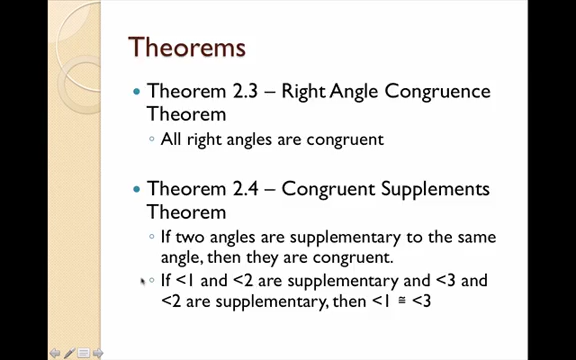 Theorems
Theorem 2.3 – Right Angle Congruence
Theorem
All right angles are congruent
Theorem 2.4 – Congruent Supplements
Theorem
If two angles are supplementary to the same
angle, then they are congruent.
If <1 and <2 are supplementary and <3 and
<2 are supplementary, then <1 ≅ <3